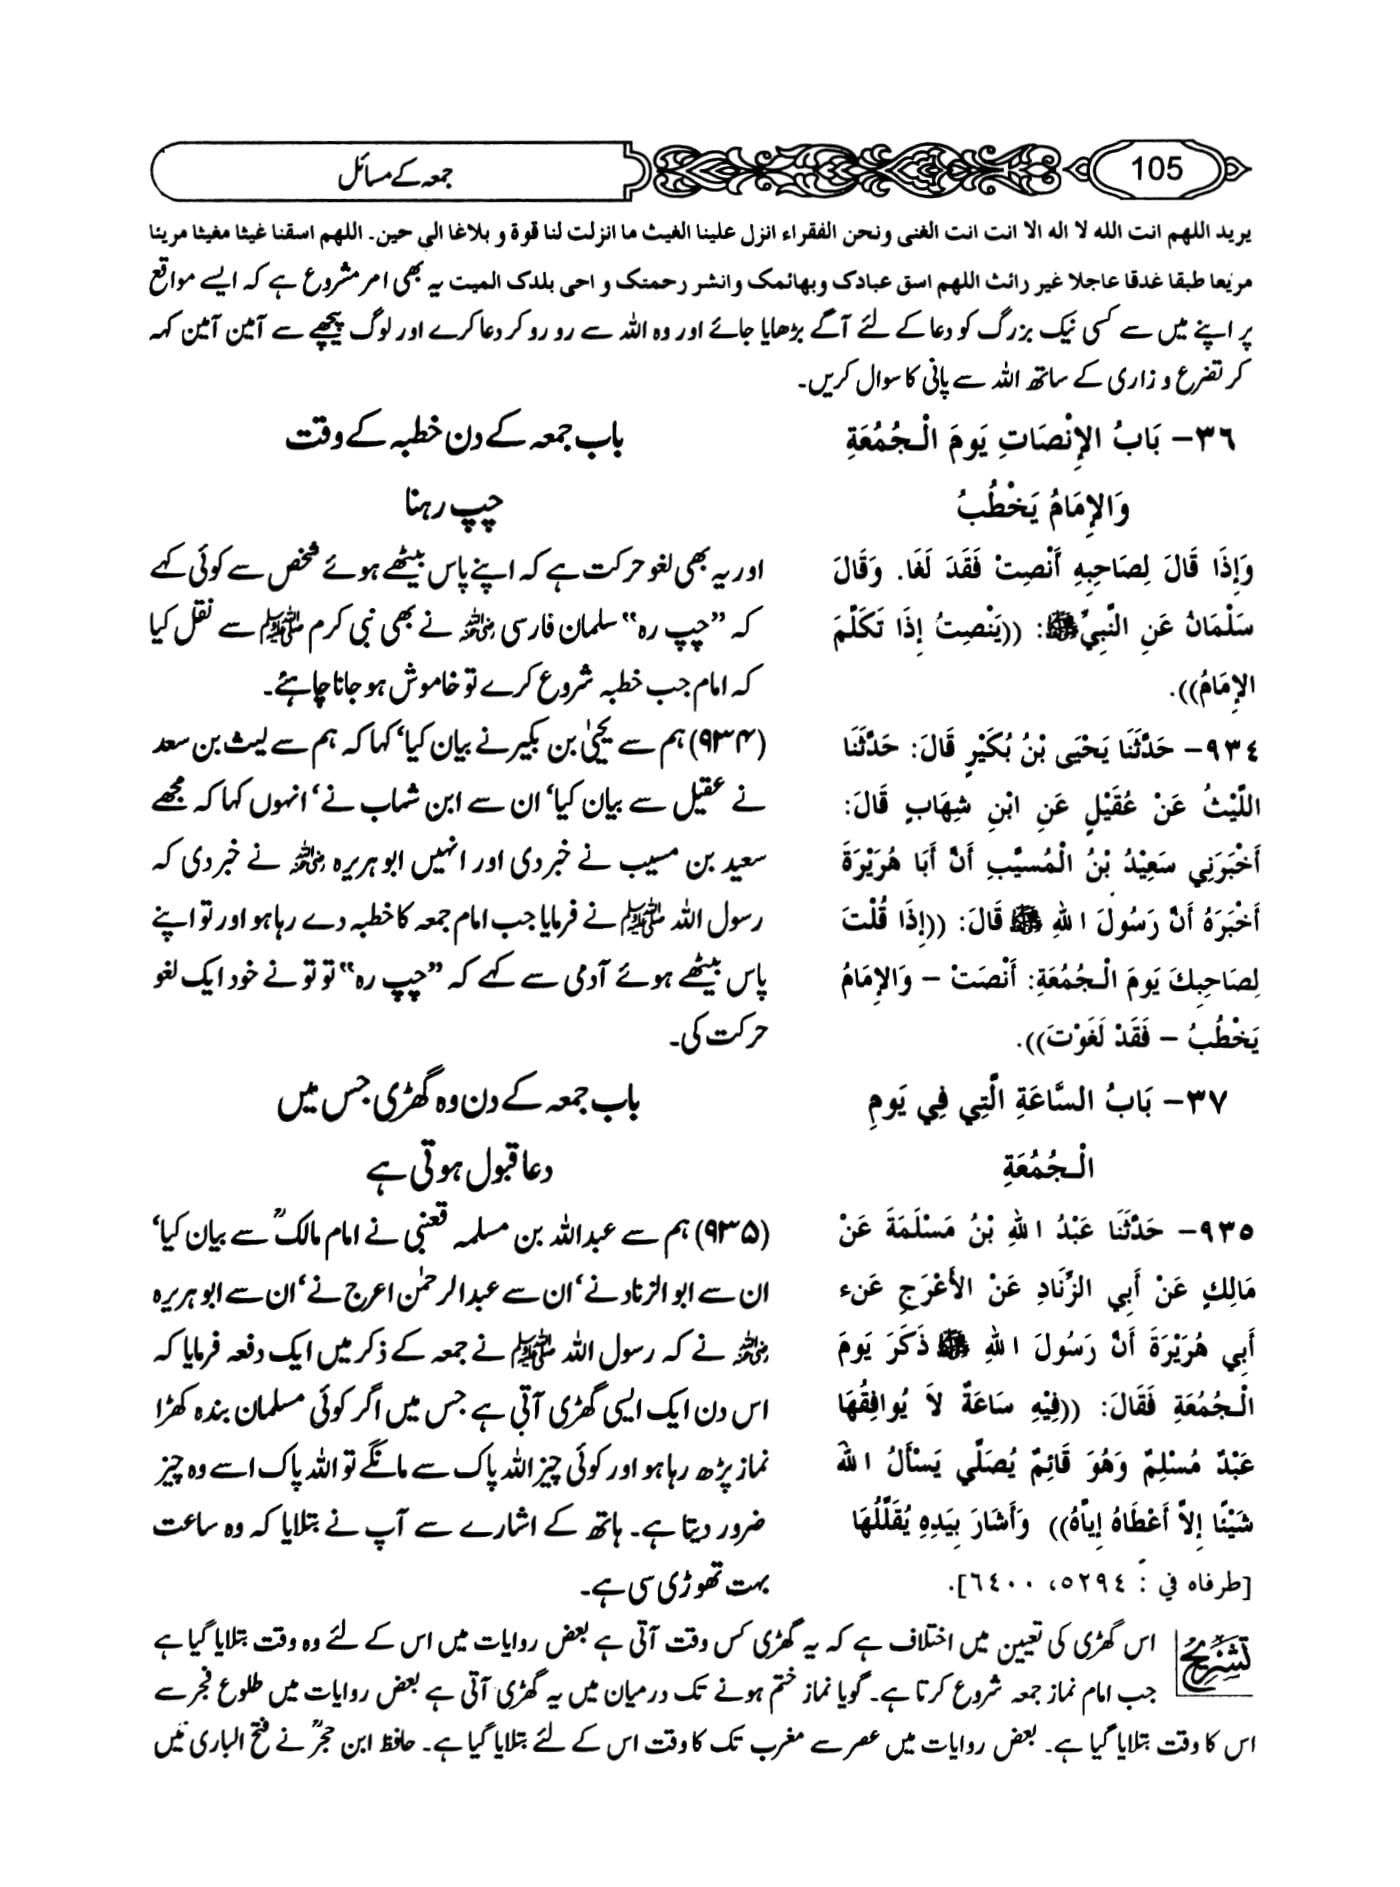 105
جمعہ کے مسائل
یرید اللهم انت الله لا اله الا انت انت الغنی ونحن الفقراء انزل علینا الغیث ما انزلت لنا قوة و بلاغا الی حین۔ اللهم اسقنا غیثا مغیثا مریئا
مریعا طبقا غدقا عاجلا غیر رائث اللهم اسق عبادک وبهائمک وانشر رحمتک و احی بلدک المیت یہ بھی امر مشروع ہے کہ ایسے مواقع
پر اپنے میں سے کسی نیک بزرگ کو دعا کے لئے آگے بڑھایا جائے اور وہ اللہ سے رو رو کر دعا کرے اور لوگ پیچھے سے آمین آمین کہہ
کر تضرع و زاری کے ساتھ اللہ سے پانی کا سوال کریں۔
٣٦- بَابُ الإِنْصَاتِ يَومَ الْـجُمُعَةِ
وَالإِمَامُ يَخْطُبُ
وَإِذَا قَالَ لِصَاحِبِهِ أَنْصِتْ فَقَدَ لَغَا. وَقَالَ
سَلْمَانُ عَنِ النَّبِيِّ ﷺ: ((يَنْصِتُ إِذَا تَكَلَّمَ
الإِمَامُ)).
٩٣٤- حَدَّثَنَا يَحْيَى بْنُ بُكَيْرٍ قَالَ: حَدَّثَنَا
اللَّيْثُ عَنْ عُقَيْلٍ عَنِ ابْنِ شِهَابٍ قَالَ:
أَخْبَرَنِي سَعِيْدُ بْنُ الْمُسَيَّبِ أَنَّ أَبَا هُرَيْرَةَ
أَخْبَرَهُ أَنَّ رَسُولَ اللهِ ﷺ قَالَ: ((إِذَا قُلْتَ
لِصَاحِبِكَ يَومَ الْـجُمُعَةِ: أَنْصَتْ - وَالإِمَامُ
يَخْطُبُ - فَقَدْ لَغَوْتَ)).
٣٧- بَابُ السَّاعَةِ الَّتِي فِي يَومِ
الْـجُمُعَةِ
٩٣٥- حَدَّثَنَا عَبْدُ اللهِ بْنُ مَسْلَمَةَ عَنْ
مَالِكٍ عَنْ أَبِي الزِّنَادِ عَنْ الأَعْرَجِ عَنء
أَبِي هُرَيْرَةَ أَنَّ رَسُولَ اللهِ ﷺ ذَكَرَ يَومَ
الْـجُمُعَةِ فَقَالَ: ((فِيْهِ سَاعَةٌ لاَ يُوافِقُهَا
عَبْدٌ مُسْلِمٌ وَهُوَ قَائِمٌ يُصَلِّي يَسْأَلُ اللهَ
شَيْئًا إِلاَّ أَعْطَاهُ إِيَّاهُ)) وَأَشَارَ بِيَدِهِ يُقَلِّلُهَا
[طرفاه في : ٥٢٩٤، ٦٤٠٠].
باب جمعہ کے دن خطبہ کے وقت
چپ رہنا
اور یہ بھی لغو حرکت ہے کہ اپنے پاس بیٹھے ہوئے شخص سے کوئی کہے
کہ ”چپ رہ“ سلمان فارسی رضی اللہ عنہ نے بھی نبی کرم ﷺ سے نقل کیا
کہ امام جب خطبہ شروع کرے تو خاموش ہو جانا چاہئے۔
(۹۳۴) ہم سے یحییٰ بن بکیر نے بیان کیا‘ کہا کہ ہم سے لیث بن سعد
نے عقیل سے بیان کیا‘ ان سے ابن شہاب نے‘ انہوں کہا کہ مجھے
سعید بن مسیب نے خبر دی اور انہیں ابو ہریرہ رضی اللہ عنہ نے خبر دی کہ
رسول اللہ ﷺ نے فرمایا جب امام جمعہ کا خطبہ دے رہا ہو اور تو اپنے
پاس بیٹھے ہوئے آدمی سے کہے کہ ”چپ رہ“ تو تو نے خود ایک لغو
حرکت کی۔
باب جمعہ کے دن وہ گھڑی جس میں
دعا قبول ہوتی ہے
(۹۳۵) ہم سے عبداللہ بن مسلمہ قعنبی نے امام مالکؒ سے بیان کیا‘
ان سے ابو الزناد نے‘ ان سے عبدالرحمٰن اعرج نے‘ ان سے ابو ہریرہ
رضی اللہ عنہ نے کہ رسول اللہ ﷺ نے جمعہ کے ذکر میں ایک دفعہ فرمایا کہ
اس دن ایک ایسی گھڑی آتی ہے جس میں اگر کوئی مسلمان بندہ کھڑا
نماز پڑھ رہا ہو اور کوئی چیز اللہ پاک سے مانگے تو اللہ پاک اسے وہ چیز
ضرور دیتا ہے۔ ہاتھ کے اشارے سے آپ نے بتلایا کہ وہ ساعت
بہت تھوڑی سی ہے۔
تشریح
اس گھڑی کی تعیین میں اختلاف ہے کہ یہ گھڑی کس وقت آتی ہے بعض روایات میں اس کے لئے وہ وقت بتلایا گیا ہے
جب امام نماز جمعہ شروع کرتا ہے۔ گویا نماز ختم ہونے تک درمیان میں یہ گھڑی آتی ہے بعض روایات میں طلوع فجر سے
اس کا وقت بتلایا گیا ہے۔ بعض روایات میں عصر سے مغرب تک کا وقت اس کے لئے بتلایا گیا ہے۔ حافظ ابن حجرؒ نے فتح الباری میں